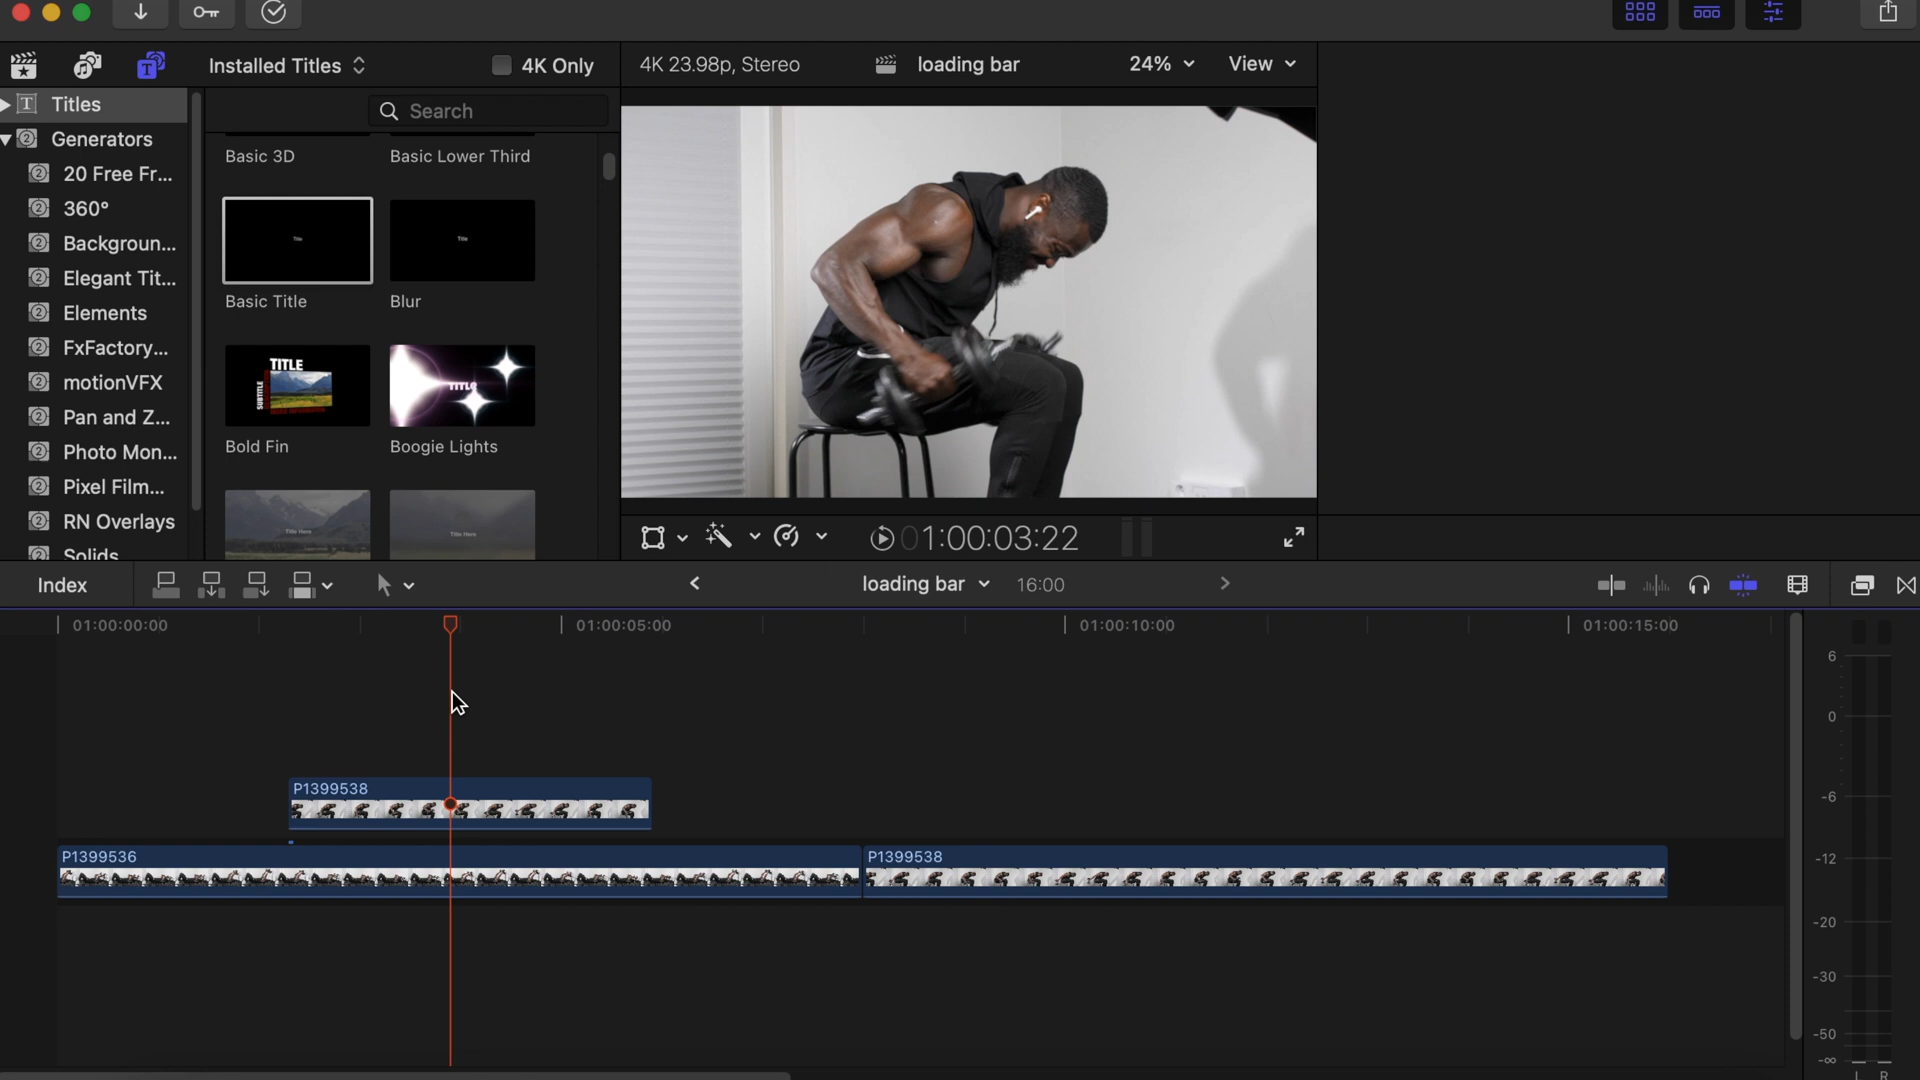 Installed Titles
4K Only
4K 23.98p, Stereo
loading bar
24%
View
Titles
Search
Generators
20 Free Fr...
360°
Backgroun...
Elegant Tit...
Elements
FxFactory...
motionVFX
Pan and Z...
Photo Mon...
Pixel Film...
RN Overlays
Solids
Basic 3D
Basic Lower Third
Title
Title
Basic Title
Blur
TITLE
SUBTITLE
TITLE
Bold Fin
Boogie Lights
Title Here
Title Here
01:00:03:22
Index
loading bar
16:00
01:00:00:00
01:00:05:00
01:00:10:00
01:00:15:00
P1399538
P1399536
P1399538
6
0
-6
-12
-20
-30
-50
-∞
L R